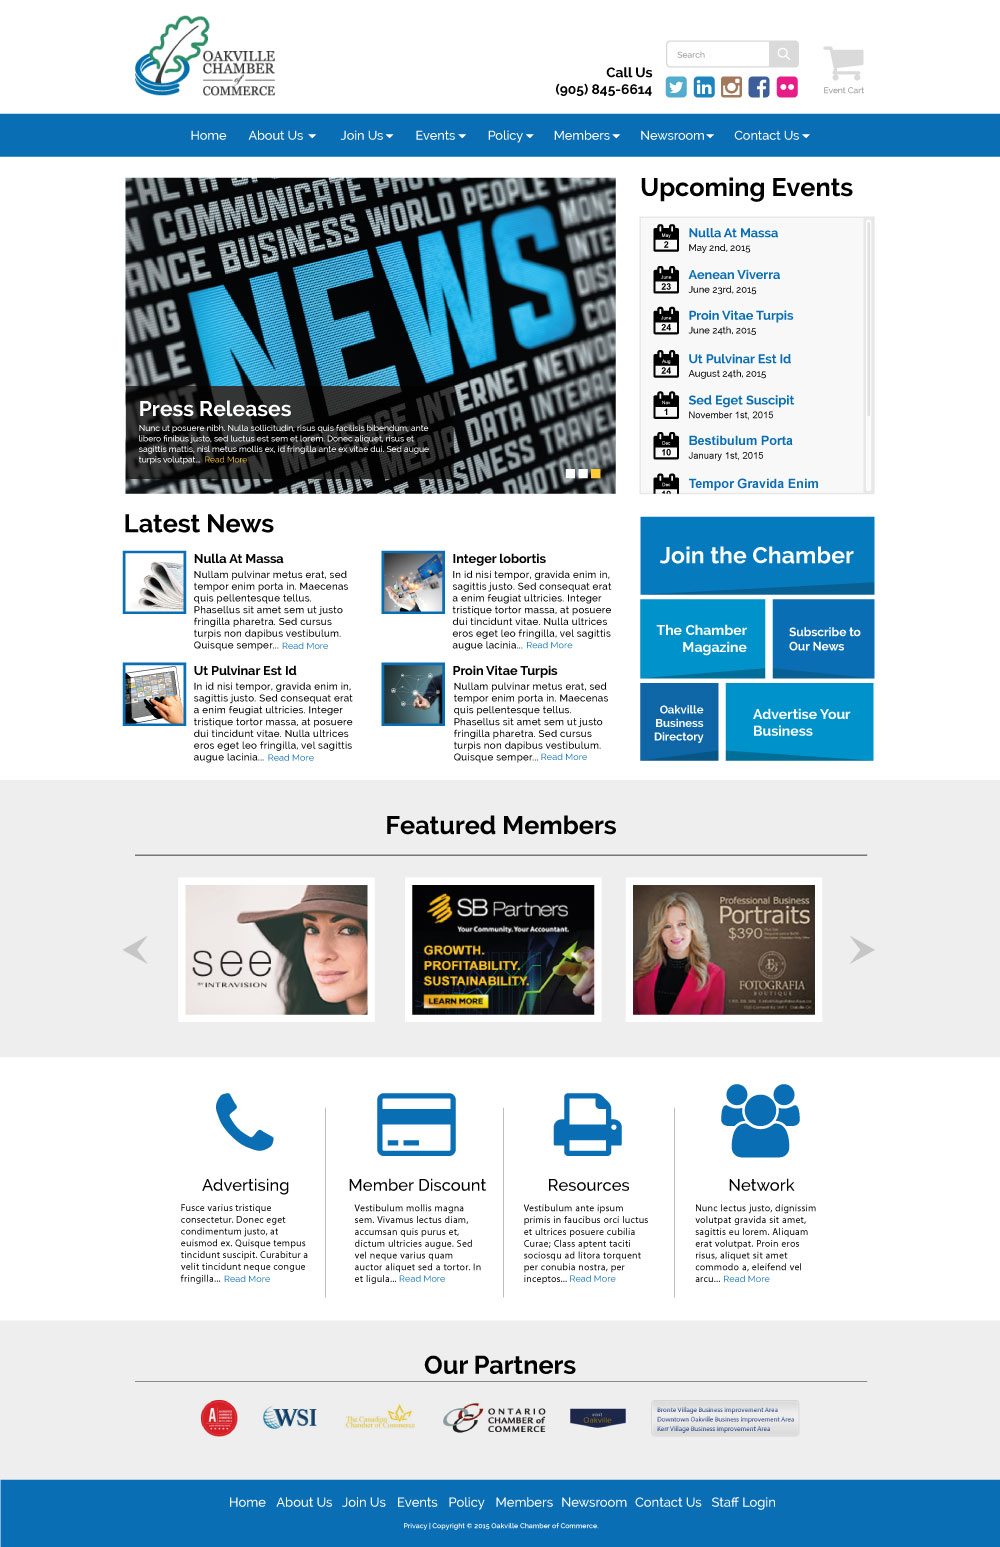 OAKVILLE
CHAMBER
of
COMMERCE
Call Us
(905) 845-6614
Search
Event Cart
Home About Us Join Us Events Policy Members Newsroom Contact Us
EALTH
N COMMUNICATE
NANCE BUSINESS WORLD PEOPLE
MONE
NEWS
INTERNET NETWORK
Press Releases
Nunc ut posuere nibh. Nulla sollicitudin, risus quis facilisis bibendum, ante
libero finibus justo, sed luctus est sem et lorem. Donec aliquet, risus et
sagittis mattis, nisl metus mollis ex, id fringilla ante ex vitae dui. Sed augue
turpis volutpat... Read More
Upcoming Events
May
2
Nulla At Massa
May 2nd, 2015
June
23
Aenean Viverra
June 23rd, 2015
June
24
Proin Vitae Turpis
June 24th, 2015
Aug
24
Ut Pulvinar Est Id
August 24th, 2015
Nov
1
Sed Eget Suscipit
November 1st, 2015
Dec
10
Bestibulum Porta
January 1st, 2015
Dec
10
Tempor Gravida Enim
Latest News
Nulla At Massa
Nullam pulvinar metus erat, sed
tempor enim porta in. Maecenas
quis pellentesque tellus.
Phasellus sit amet sem ut justo
fringilla pharetra. Sed cursus
turpis non dapibus vestibulum.
Quisque semper... Read More
Integer lobortis
In id nisi tempor, gravida enim in,
sagittis justo. Sed consequat erat
a enim feugiat ultricies. Integer
tristique tortor massa, at posuere
dui tincidunt vitae. Nulla ultrices
eros eget leo fringilla, vel sagittis
augue lacinia... Read More
Ut Pulvinar Est Id
In id nisi tempor, gravida enim in,
sagittis justo. Sed consequat erat
a enim feugiat ultricies. Integer
tristique tortor massa, at posuere
dui tincidunt vitae. Nulla ultrices
eros eget leo fringilla, vel sagittis
augue lacinia... Read More
Proin Vitae Turpis
Nullam pulvinar metus erat, sed
tempor enim porta in. Maecenas
quis pellentesque tellus.
Phasellus sit amet sem ut justo
fringilla pharetra. Sed cursus
turpis non dapibus vestibulum.
Quisque semper... Read More
Join the Chamber
The Chamber
Magazine
Subscribe to
Our News
Oakville
Business
Directory
Advertise Your
Business
Featured Members
see
BY INTRAVISION
SB Partners
Your Community. Your Accountant.
GROWTH.
PROFITABILITY.
SUSTAINABILITY.
LEARN MORE
Professional Business
Portraits
$390
FOTOGRAFIA
BOUTIQUE
Advertising
Fusce varius tristique
consectetur. Donec eget
condimentum justo, at
euismod ex. Quisque tempus
tincidunt suscipit. Curabitur a
velit tincidunt neque congue
fringilla... Read More
Member Discount
Vestibulum mollis magna
sem. Vivamus lectus diam,
accumsan quis purus et,
dictum ultricies augue. Sed
vel neque varius quam
auctor aliquet sed a tortor. In
et ligula... Read More
Resources
Vestibulum ante ipsum
primis in faucibus orci luctus
et ultrices posuere cubilia
Curae; Class aptent taciti
sociosqu ad litora torquent
per conubia nostra, per
inceptos... Read More
Network
Nunc lectus justo, dignissim
volutpat gravida sit amet,
sagittis eu lorem. Aliquam
erat volutpat. Proin eros
risus, aliquet sit amet
commodo a, eleifend vel
arcu... Read More
Our Partners
A
WSI
The Canadian
Chamber of Commerce
ONTARIO
CHAMBER of
COMMERCE
Oakville
Bronte Village Business Improvement Area
Downtown Oakville Business Improvement Area
Kerr Village Business Improvement Area
Home About Us Join Us Events Policy Members Newsroom Contact Us Staff Login
Privacy | Copyright © 2015 Oakville Chamber of Commerce.